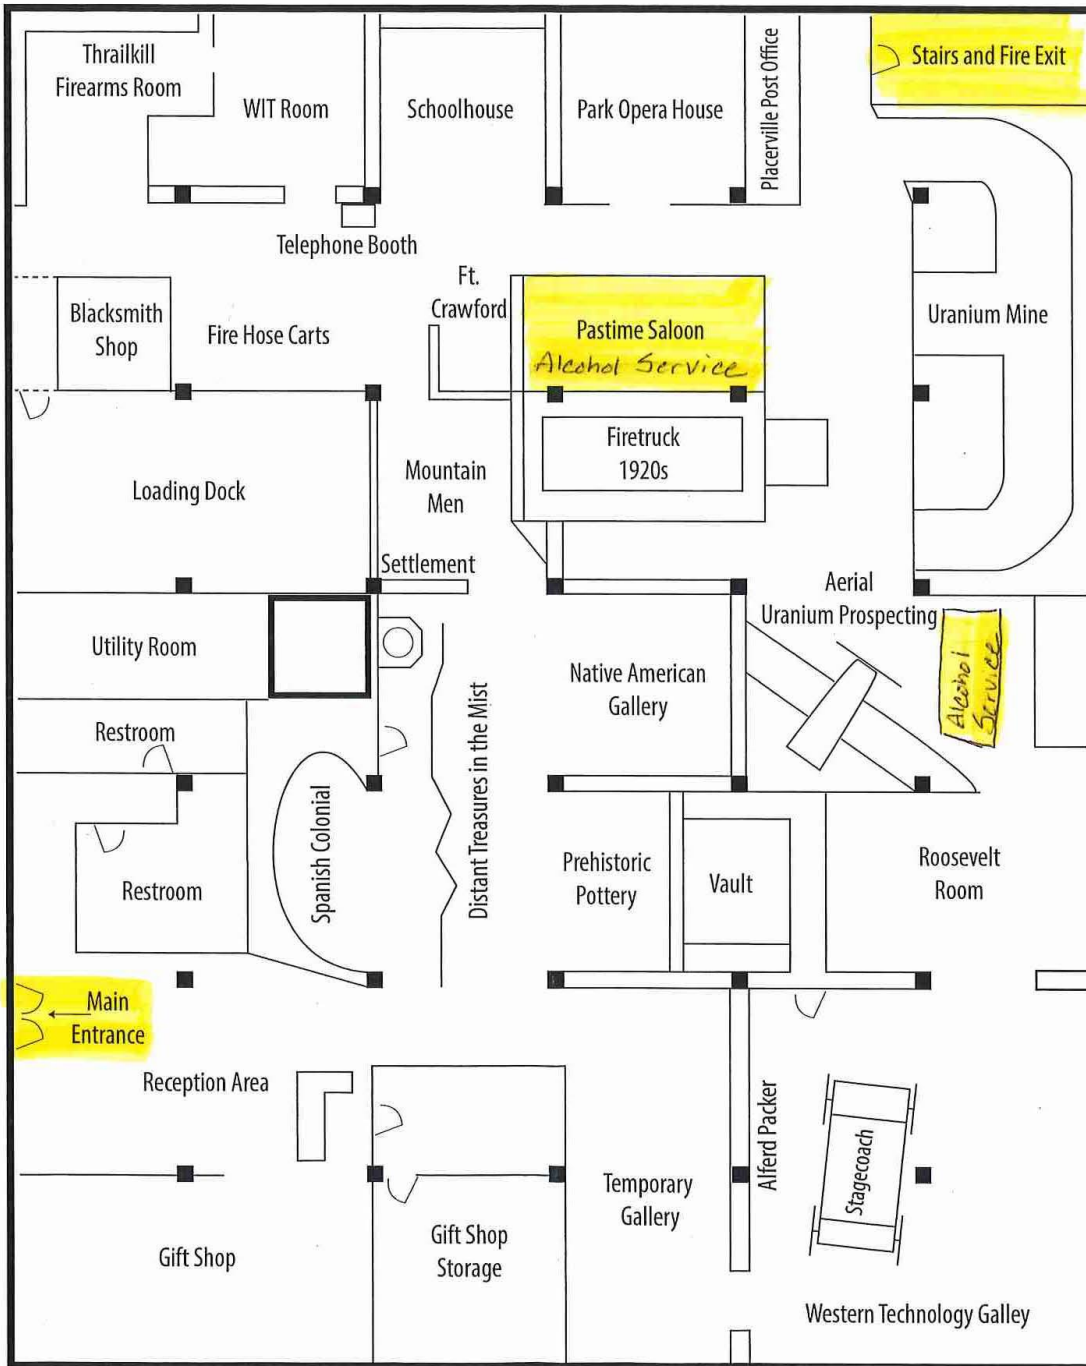 Thrailkill
Firearms Room
WIT Room
Schoolhouse
Park Opera House
Placerville Post Office
Stairs and Fire Exit
Telephone Booth
Ft.
Crawford
Blacksmith
Shop
Fire Hose Carts
Pastime Saloon
Alcohol Service
Uranium Mine
Firetruck
1920s
Loading Dock
Mountain
Men
Settlement
Aerial
Uranium Prospecting
Utility Room
Native American
Gallery
Alcohol
Service
Restroom
Distant Treasures in the Mist
Spanish Colonial
Restroom
Prehistoric
Pottery
Vault
Roosevelt
Room
Main
Entrance
Reception Area
Alferd Packer
Stagecoach
Temporary
Gallery
Gift Shop
Gift Shop
Storage
Western Technology Galley